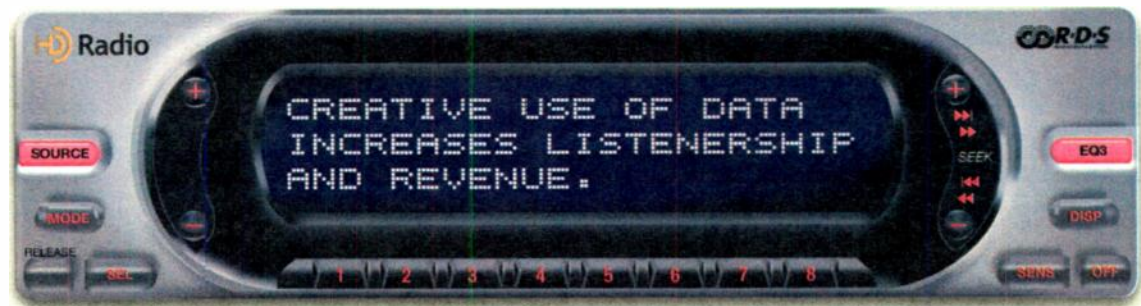 HD Radio
R·D·S
CREATIVE USE OF DATA
INCREASES LISTENERSHIP
AND REVENUE.
SOURCE
MODE
RELEASE
SEL
1 2 3 4 5 6 7 8
SEEK
EQ3
DISP
SENS
OFF